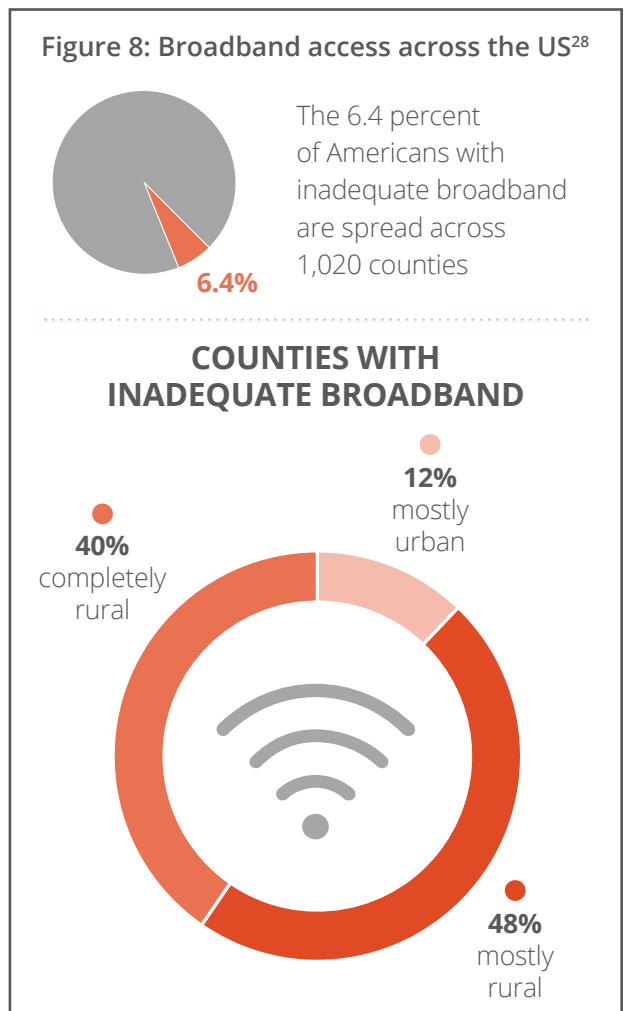 Figure 8: Broadband access across the US28
The 6.4 percent
of Americans with
inadequate broadband
are spread across
1,020 counties
6.4%
COUNTIES WITH
INADEQUATE BROADBAND
12%
mostly
urban
40%
completely
rural
48%
mostly
rural